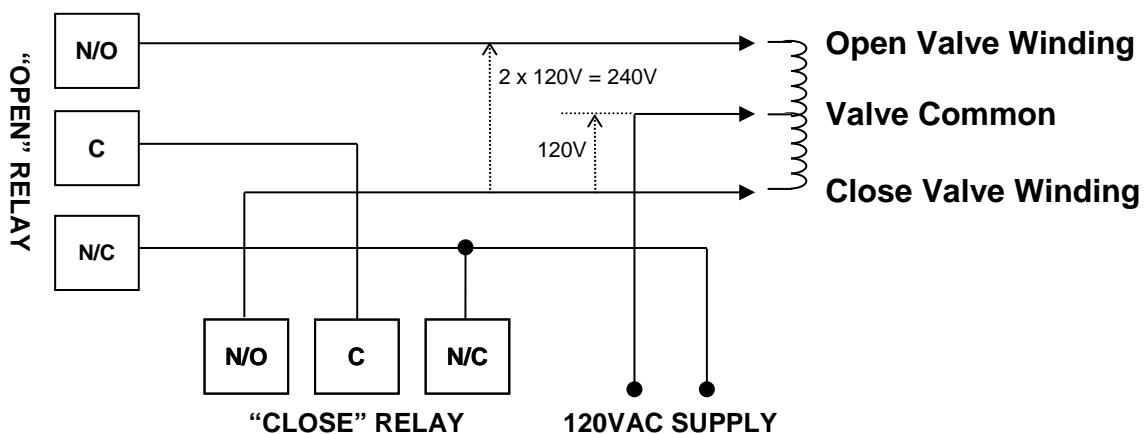 “OPEN” RELAY
N/O
C
N/C
2 x 120V = 240V
120V
Open Valve Winding
Valve Common
Close Valve Winding
N/O
C
N/C
“CLOSE” RELAY
120VAC SUPPLY